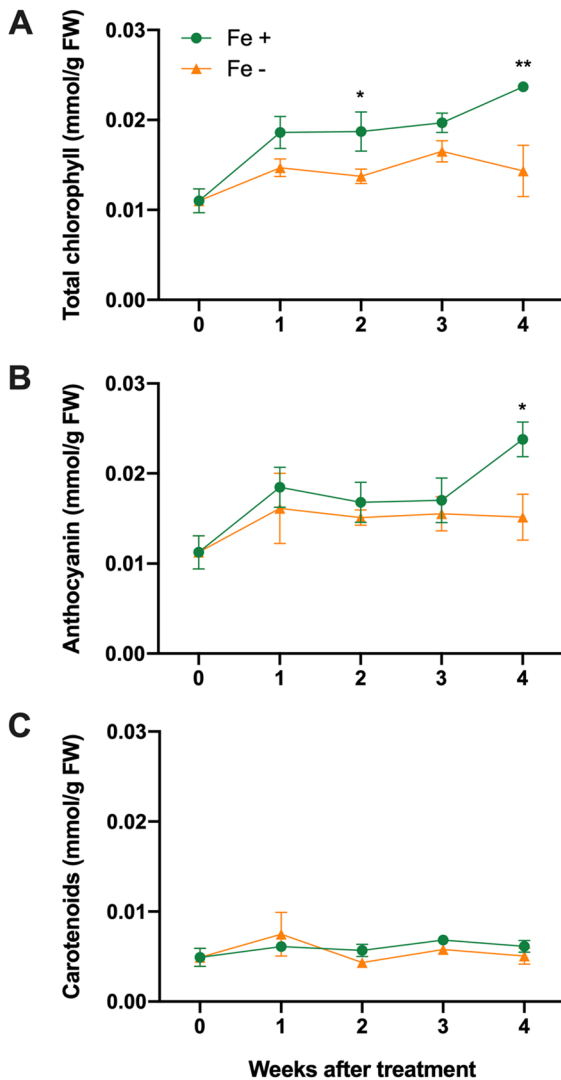 A
Total chlorophyll (mmol/g FW)
Fe +
Fe -
0.03
0.02
0.01
0.00
*
**
0 1 2 3 4
B
Anthocyanin (mmol/g FW)
0.03
0.02
0.01
0.00
*
0 1 2 3 4
C
Carotenoids (mmol/g FW)
0.03
0.02
0.01
0.00
0 1 2 3 4
Weeks after treatment